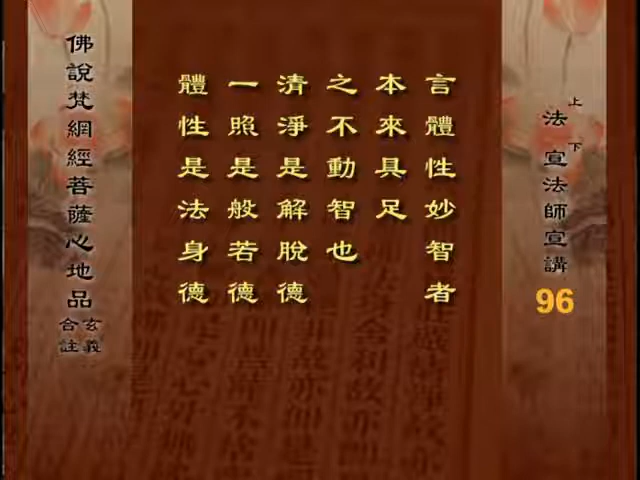 上法下宣法師宣講
96
言體性妙智者
本來具足
之不動智也
清淨是解脫德
一照是般若德
體性是法身德
佛說梵網經菩薩心地品
玄義
合註